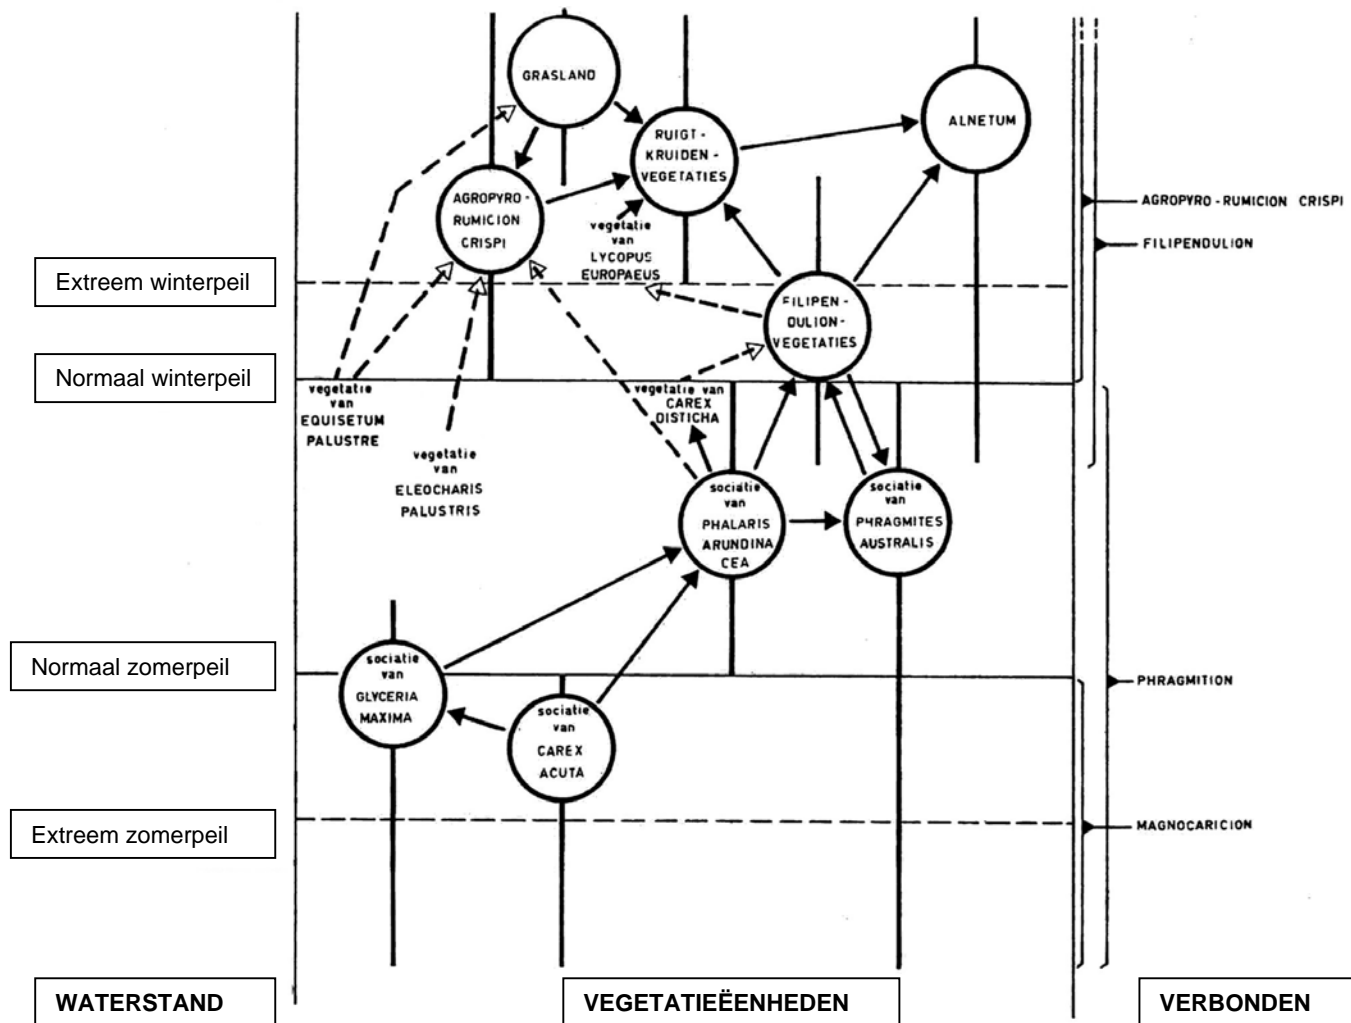 GRASLAND
RUIGT-
KRUIDEN-
VEGETATIES
ALNETUM
AGROPYRO-
RUMICION
CRISPI
vegetatie
van
LYCOPUS
EUROPAEUS
AGROPYRO-RUMICION CRISPI
FILIPENDULION
Extreem winterpeil
FILIPEN-
DULION-
VEGETATIES
Normaal winterpeil
vegetatie
van
EQUISETUM
PALUSTRE
vegetatie van
CAREX
DISTICHA
vegetatie
van
ELEOCHARIS
PALUSTRIS
sociatie
van
PHALARIS
ARUNDINA
CEA
sociatie
van
PHRAGMITES
AUSTRALIS
Normaal zomerpeil
sociatie
van
GLYCERIA
MAXIMA
sociatie
van
CAREX
ACUTA
PHRAGMITION
Extreem zomerpeil
MAGNOCARICION
WATERSTAND
VEGETATIEËENHEDEN
VERBONDEN